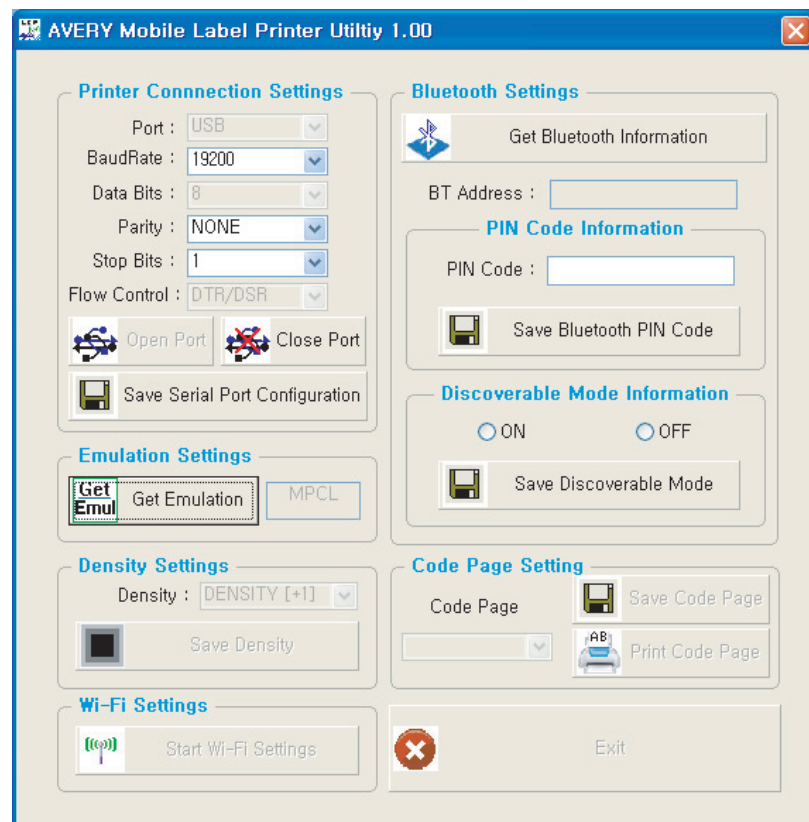 AVERY Mobile Label Printer Utiltiy 1.00
Printer Connnection Settings
Port : USB
BaudRate : 19200
Data Bits : 8
Parity : NONE
Stop Bits : 1
Flow Control : DTR/DSR
Open Port
Close Port
Save Serial Port Configuration
Emulation Settings
Get Emul
Get Emulation
MPCL
Density Settings
Density : DENSITY [+1]
Save Density
Wi-Fi Settings
Start Wi-Fi Settings
Bluetooth Settings
Get Bluetooth Information
BT Address :
PIN Code Information
PIN Code :
Save Bluetooth PIN Code
Discoverable Mode Information
ON
OFF
Save Discoverable Mode
Code Page Setting
Code Page
Save Code Page
AB
Print Code Page
Exit